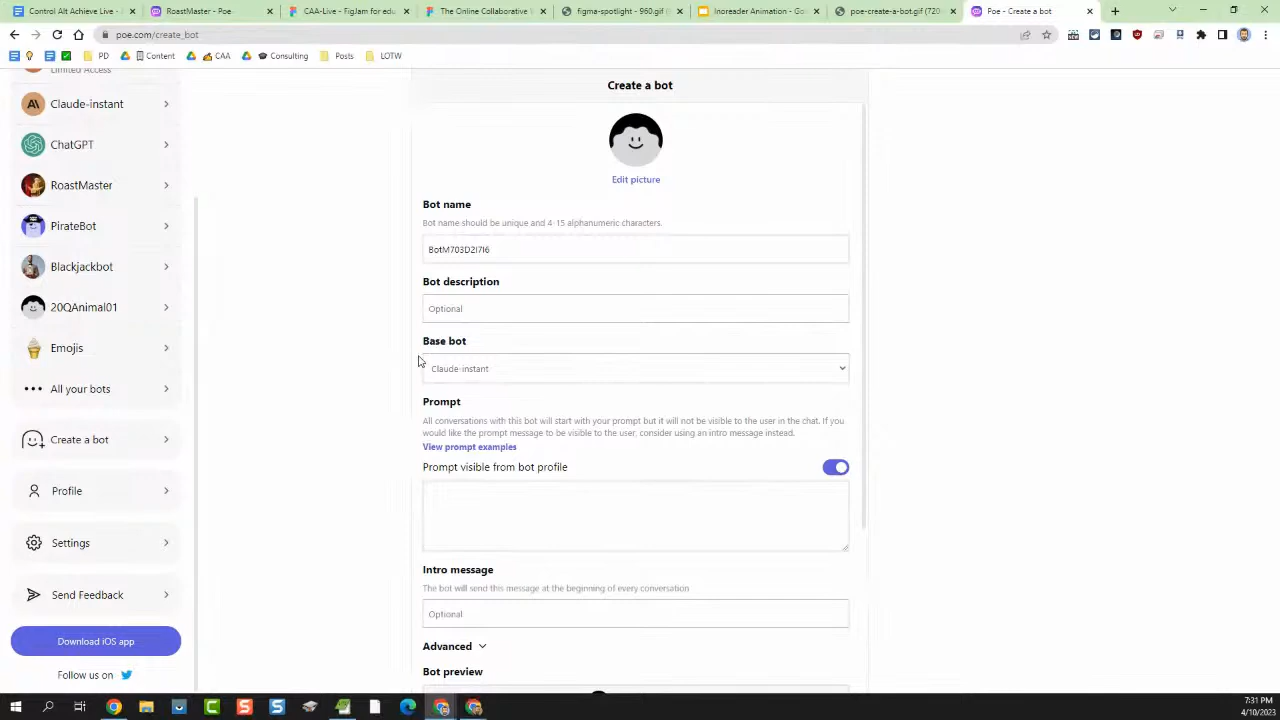 Control Alt Achieve Live -
RoastMaster - Poe
CAA-Live – FigJam for edu
The Online Collaborative
figma-spotlight - 960.gif (
Inoreader Animation - Go
poe-create-a-bot.gif (720
Poe - Create a bot
poe.com/create_bot
PD
Content
CAA
Consulting
Posts
LOTW
Limited Access
Claude-instant
ChatGPT
RoastMaster
PirateBot
Blackjackbot
20QAnimal01
Emojis
All your bots
Create a bot
Profile
Settings
Send Feedback
Download iOS app
Follow us on
Create a bot
Edit picture
Bot name
Bot name should be unique and 4-15 alphanumeric characters.
BotM703D2I7I6
Bot description
Optional
Base bot
Claude-instant
Prompt
All conversations with this bot will start with your prompt but it will not be visible to the user in the chat. If you
would like the prompt message to be visible to the user, consider using an intro message instead.
View prompt examples
Prompt visible from bot profile
Intro message
The bot will send this message at the beginning of every conversation
Optional
Advanced
Bot preview
7:31 PM
4/10/2023